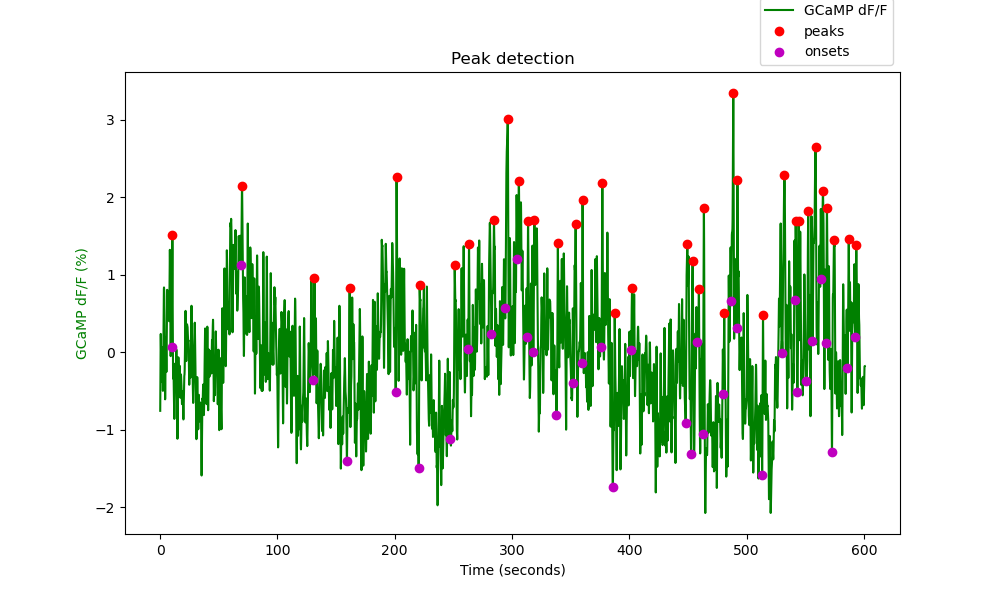 GCaMP dF/F
peaks
onsets
Peak detection
GCaMP dF/F (%)
3
2
1
0
−1
−2
0 100 200 300 400 500 600
Time (seconds)